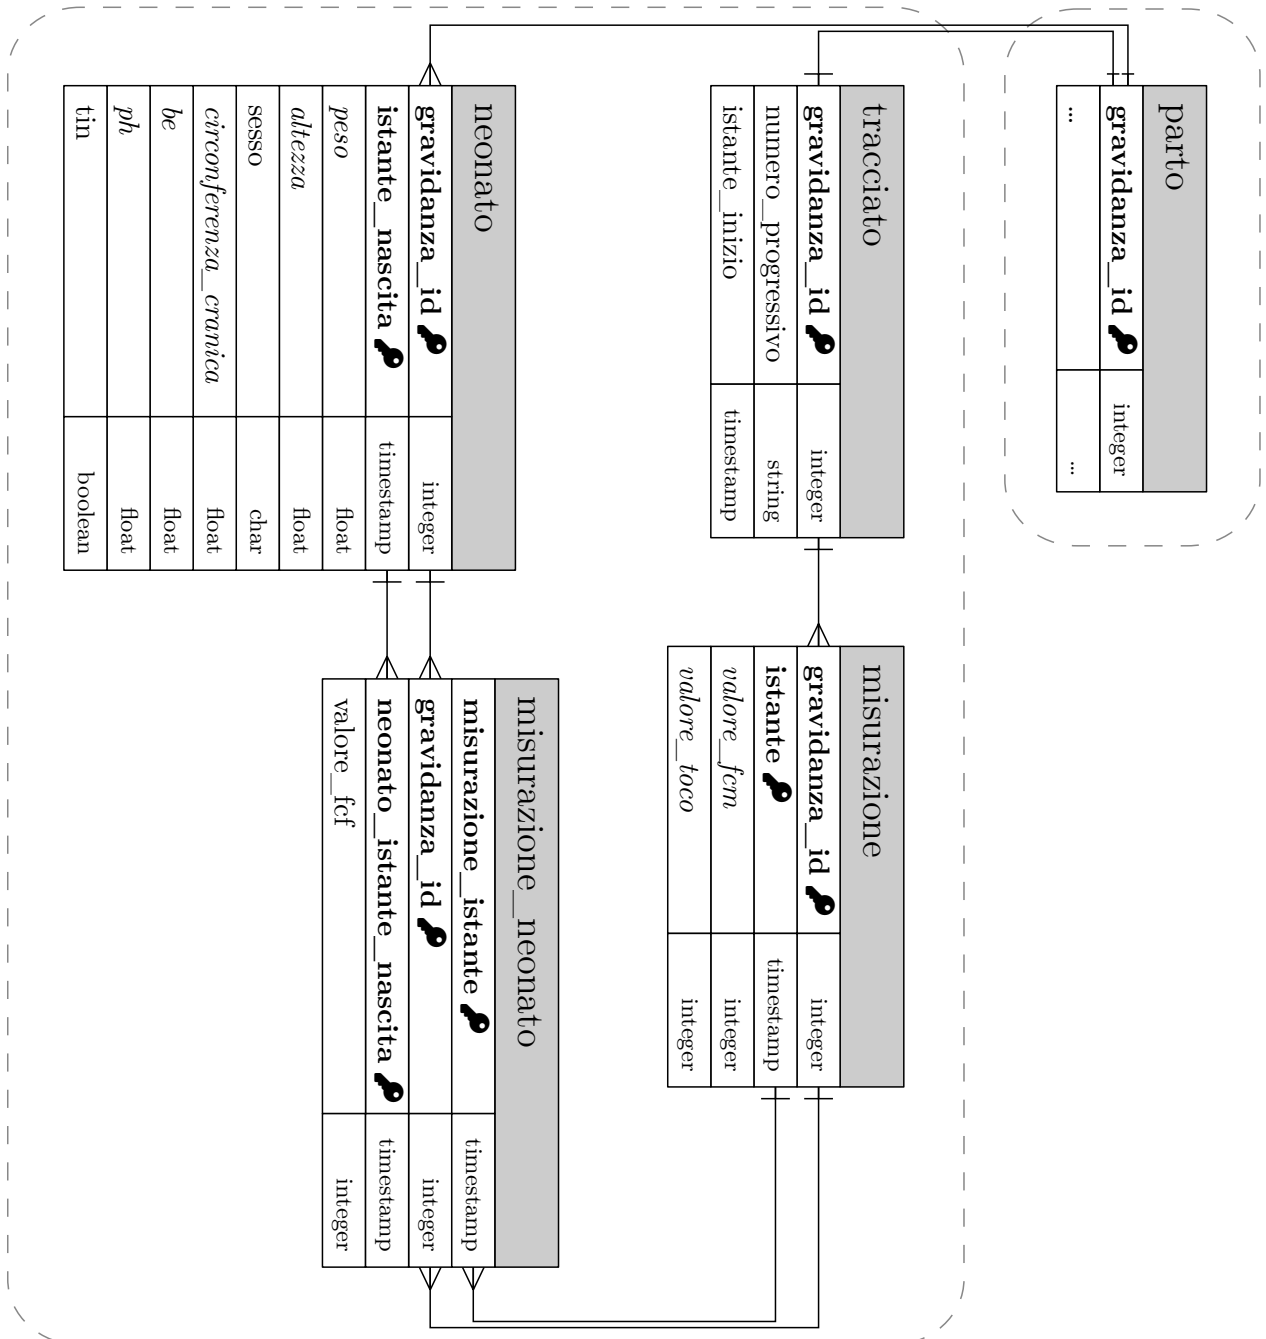 parto
gravidanza_id integer
... ...
tracciato
gravidanza_id integer
numero_progressivo string
istante_inizio timestamp
misurazione
gravidanza_id integer
istante timestamp
valore_fcm integer
valore_toco integer
neonato
gravidanza_id integer
istante_nascita timestamp
peso float
altezza float
sesso char
circonferenza_cranica float
be float
ph float
tin boolean
misurazione_neonato
misurazione_istante timestamp
gravidanza_id integer
neonato_istante_nascita timestamp
valore_fcf integer